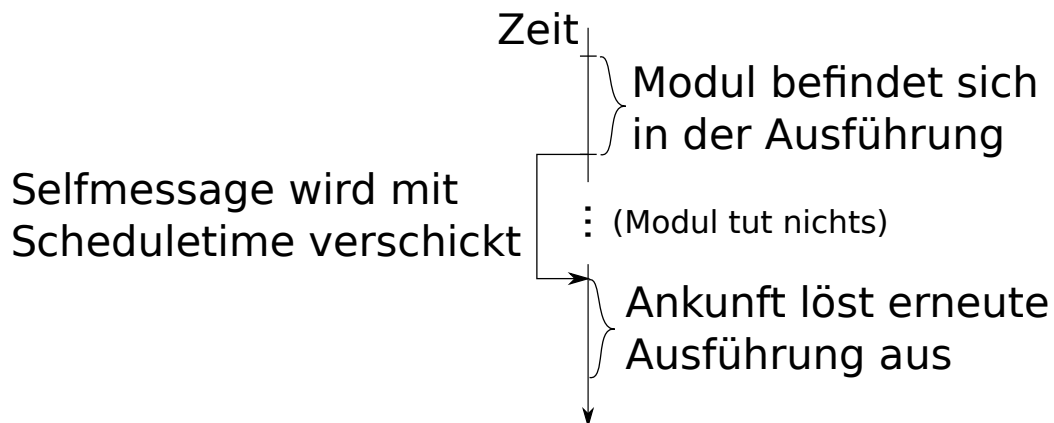 Zeit
Modul befindet sich
in der Ausführung
Selfmessage wird mit
Scheduletime verschickt
(Modul tut nichts)
Ankunft löst erneute
Ausführung aus